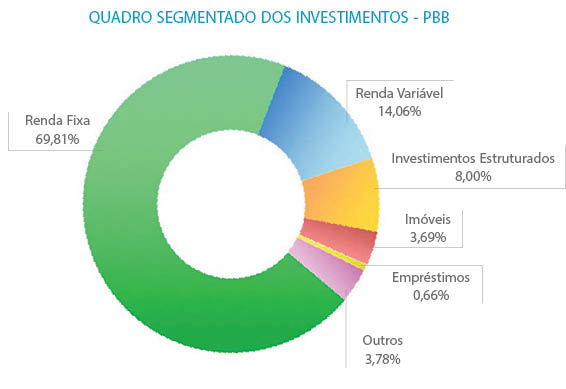 QUADRO SEGMENTADO DOS INVESTIMENTOS - PBB
Renda Fixa
69,81%
Renda Variável
14,06%
Investimentos Estruturados
8,00%
Imóveis
3,69%
Empréstimos
0,66%
Outros
3,78%